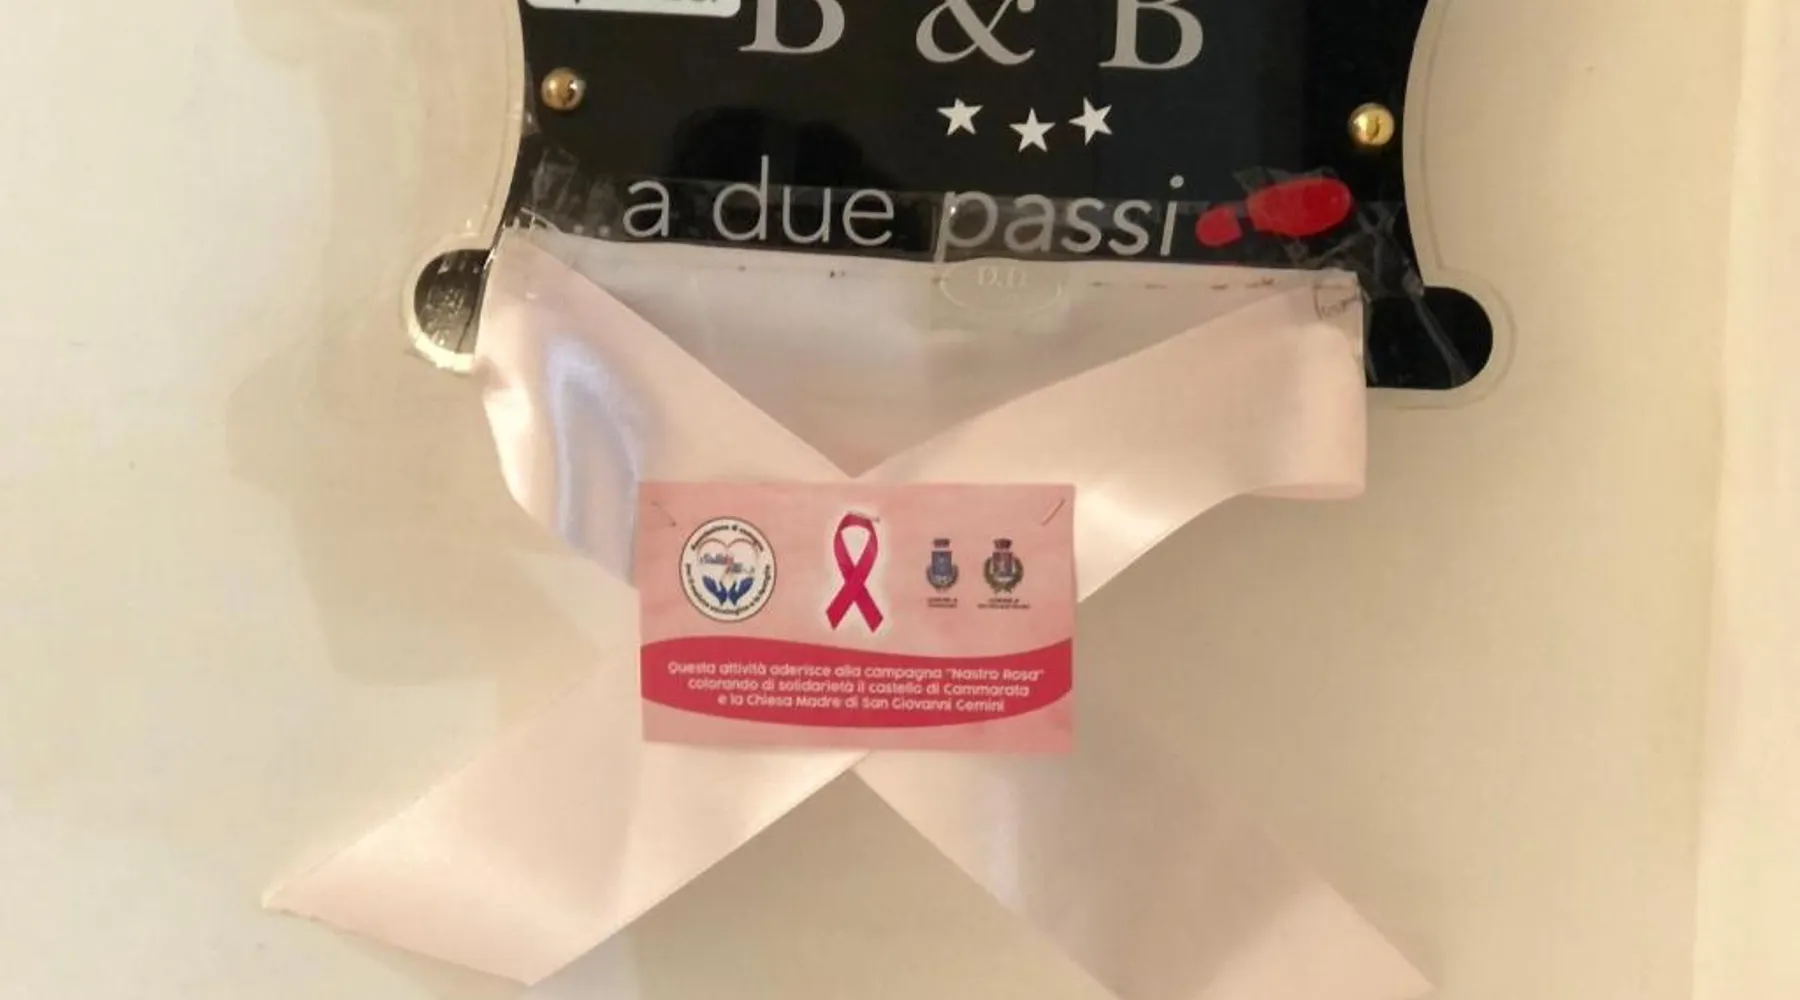 B & B
...a due passi
D.D
Questa attività aderisce alla campagna "Nastro Rosa"
colorando di solidarietà il castello di Cammarata
e la Chiesa Madre di San Giovanni Gemini